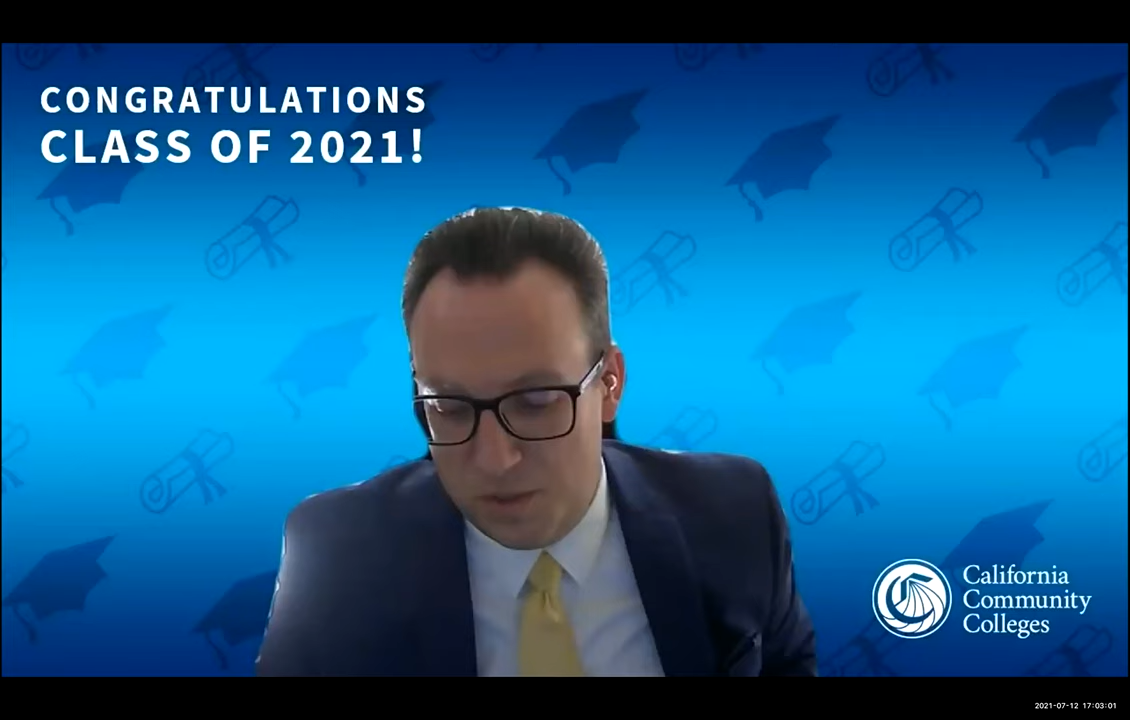 CONGRATULATIONS
CLASS OF 2021!
California
Community
Colleges
2021-07-12 17:03:01